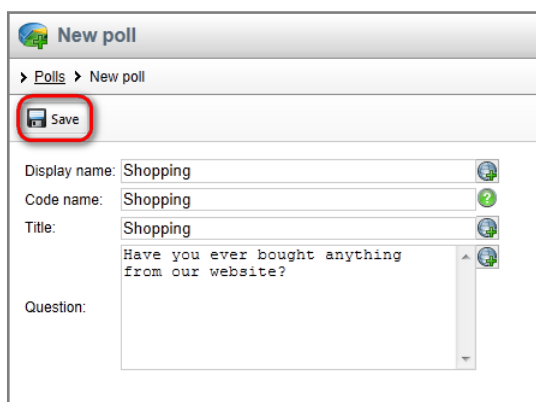 New poll
> Polls > New poll
Save
Display name: Shopping
Code name: Shopping
?
Title: Shopping
Have you ever bought anything
from our website?
Question: